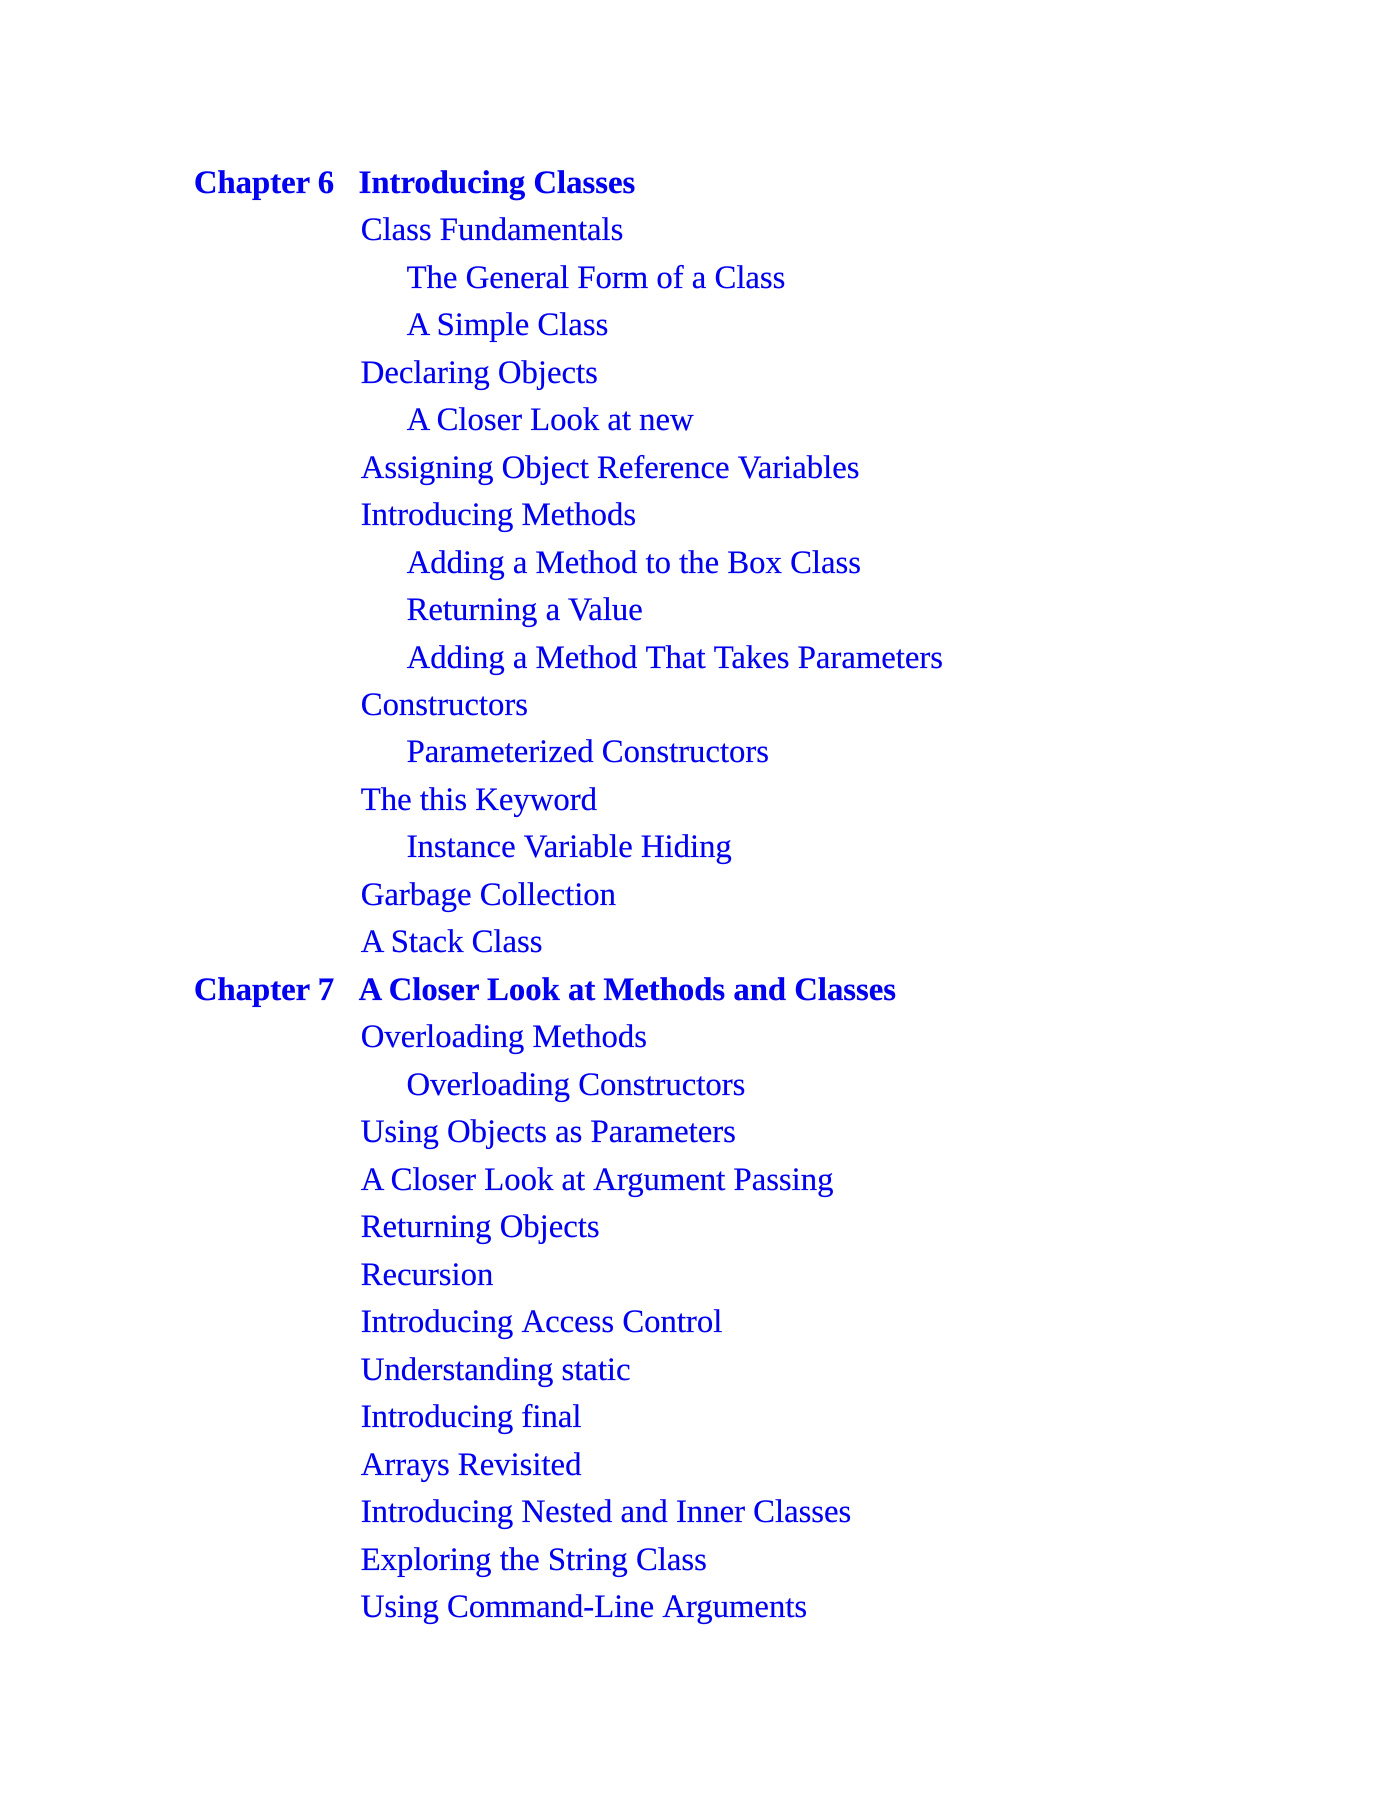 Chapter 6 Introducing Classes
Class Fundamentals
The General Form of a Class
A Simple Class
Declaring Objects
A Closer Look at new
Assigning Object Reference Variables
Introducing Methods
Adding a Method to the Box Class
Returning a Value
Adding a Method That Takes Parameters
Constructors
Parameterized Constructors
The this Keyword
Instance Variable Hiding
Garbage Collection
A Stack Class
Chapter 7 A Closer Look at Methods and Classes
Overloading Methods
Overloading Constructors
Using Objects as Parameters
A Closer Look at Argument Passing
Returning Objects
Recursion
Introducing Access Control
Understanding static
Introducing final
Arrays Revisited
Introducing Nested and Inner Classes
Exploring the String Class
Using Command-Line Arguments